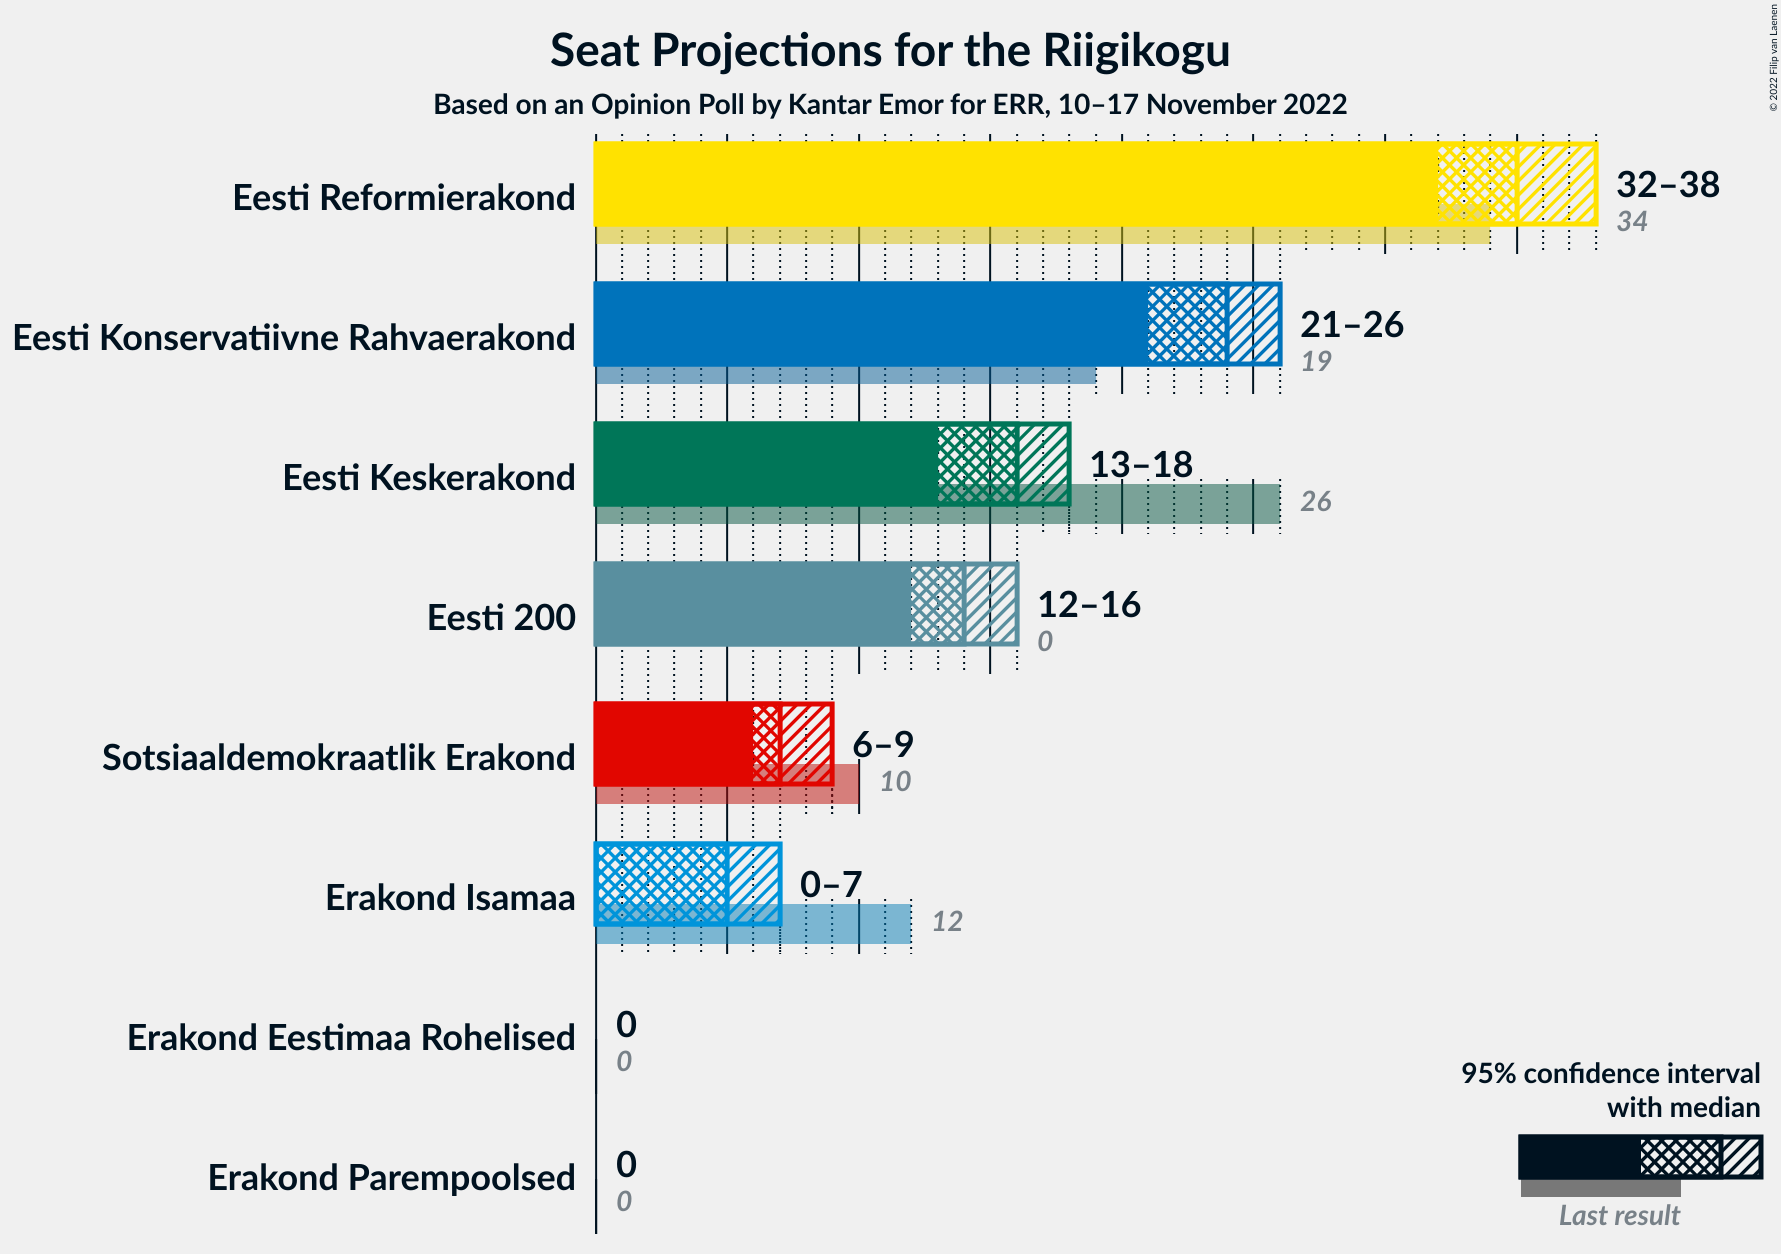 Seat Projections for the Riigikogu
Based on an Opinion Poll by Kantar Emor for ERR, 10–17 November 2022
© 2022 Filip van Laenen
Eesti Reformierakond
32–38
34
Eesti Konservatiivne Rahvaerakond
21–26
19
Eesti Keskerakond
13–18
26
Eesti 200
12–16
0
Sotsiaaldemokraatlik Erakond
6–9
10
Erakond Isamaa
0–7
12
Erakond Eestimaa Rohelised
0
0
Erakond Parempoolsed
0
0
95% confidence interval
with median
Last result